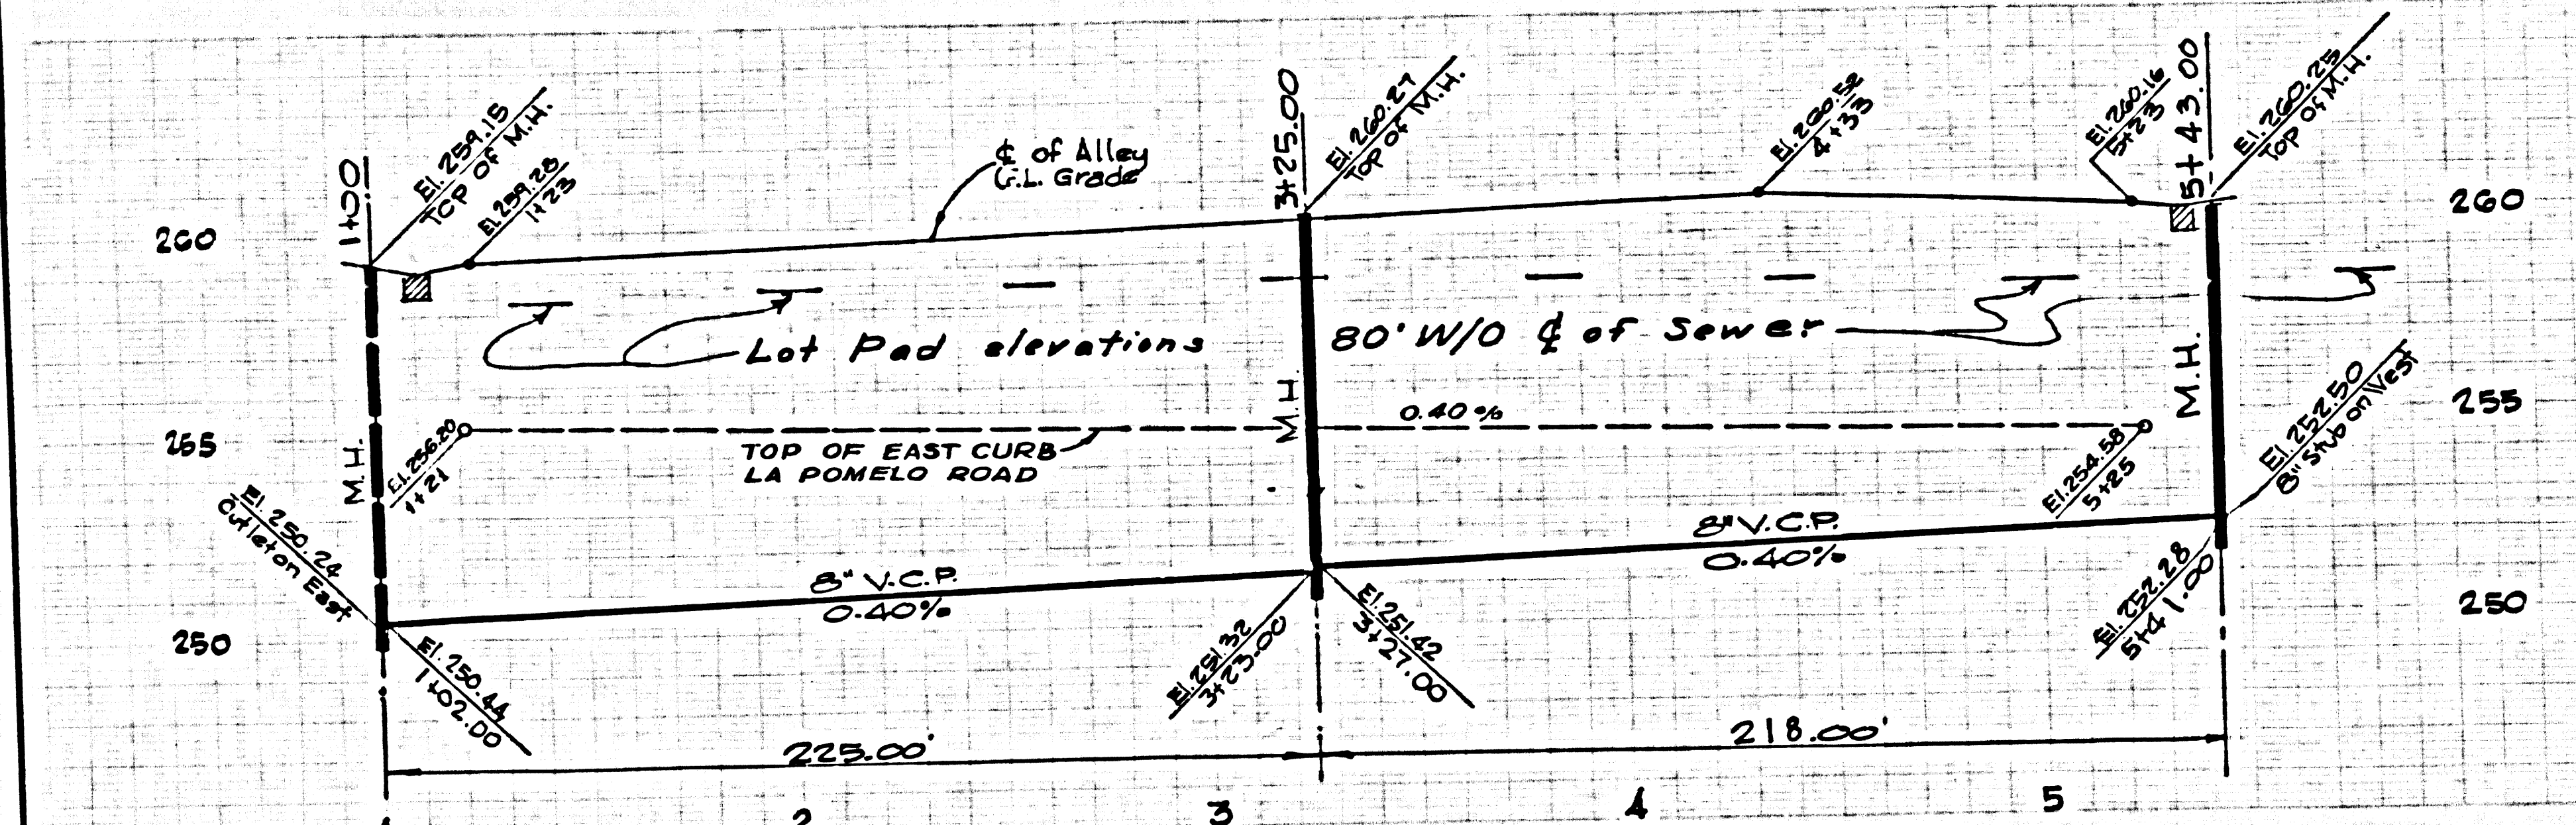 1+00
El. 259.15
TOP OF M.H.
El. 259.28
1+23
₵ of Alley
G.L. Grade
3+25.00
El. 260.27
Top of M.H.
El. 260.52
4+33
El. 260.16
5+23
5+43.00
El. 260.25
Top of M.H.
260
260
Lot Pad elevations 80' W/O ₵ of Sewer
M.H.
M.H.
M.H.
255
255
El. 256.20
1+21
0.40%
TOP OF EAST CURB
LA POMELO ROAD
El. 254.58
5+25
El. 252.50
8" Stub on West
El. 250.24
Outlet on East
8" V.C.P.
0.40%
8" V.C.P.
0.40%
250
250
El. 250.44
1+02.00
El. 251.32
3+23.00
El. 251.42
3+27.00
El. 252.28
5+41.00
225.00'
218.00'
2
3
4
5